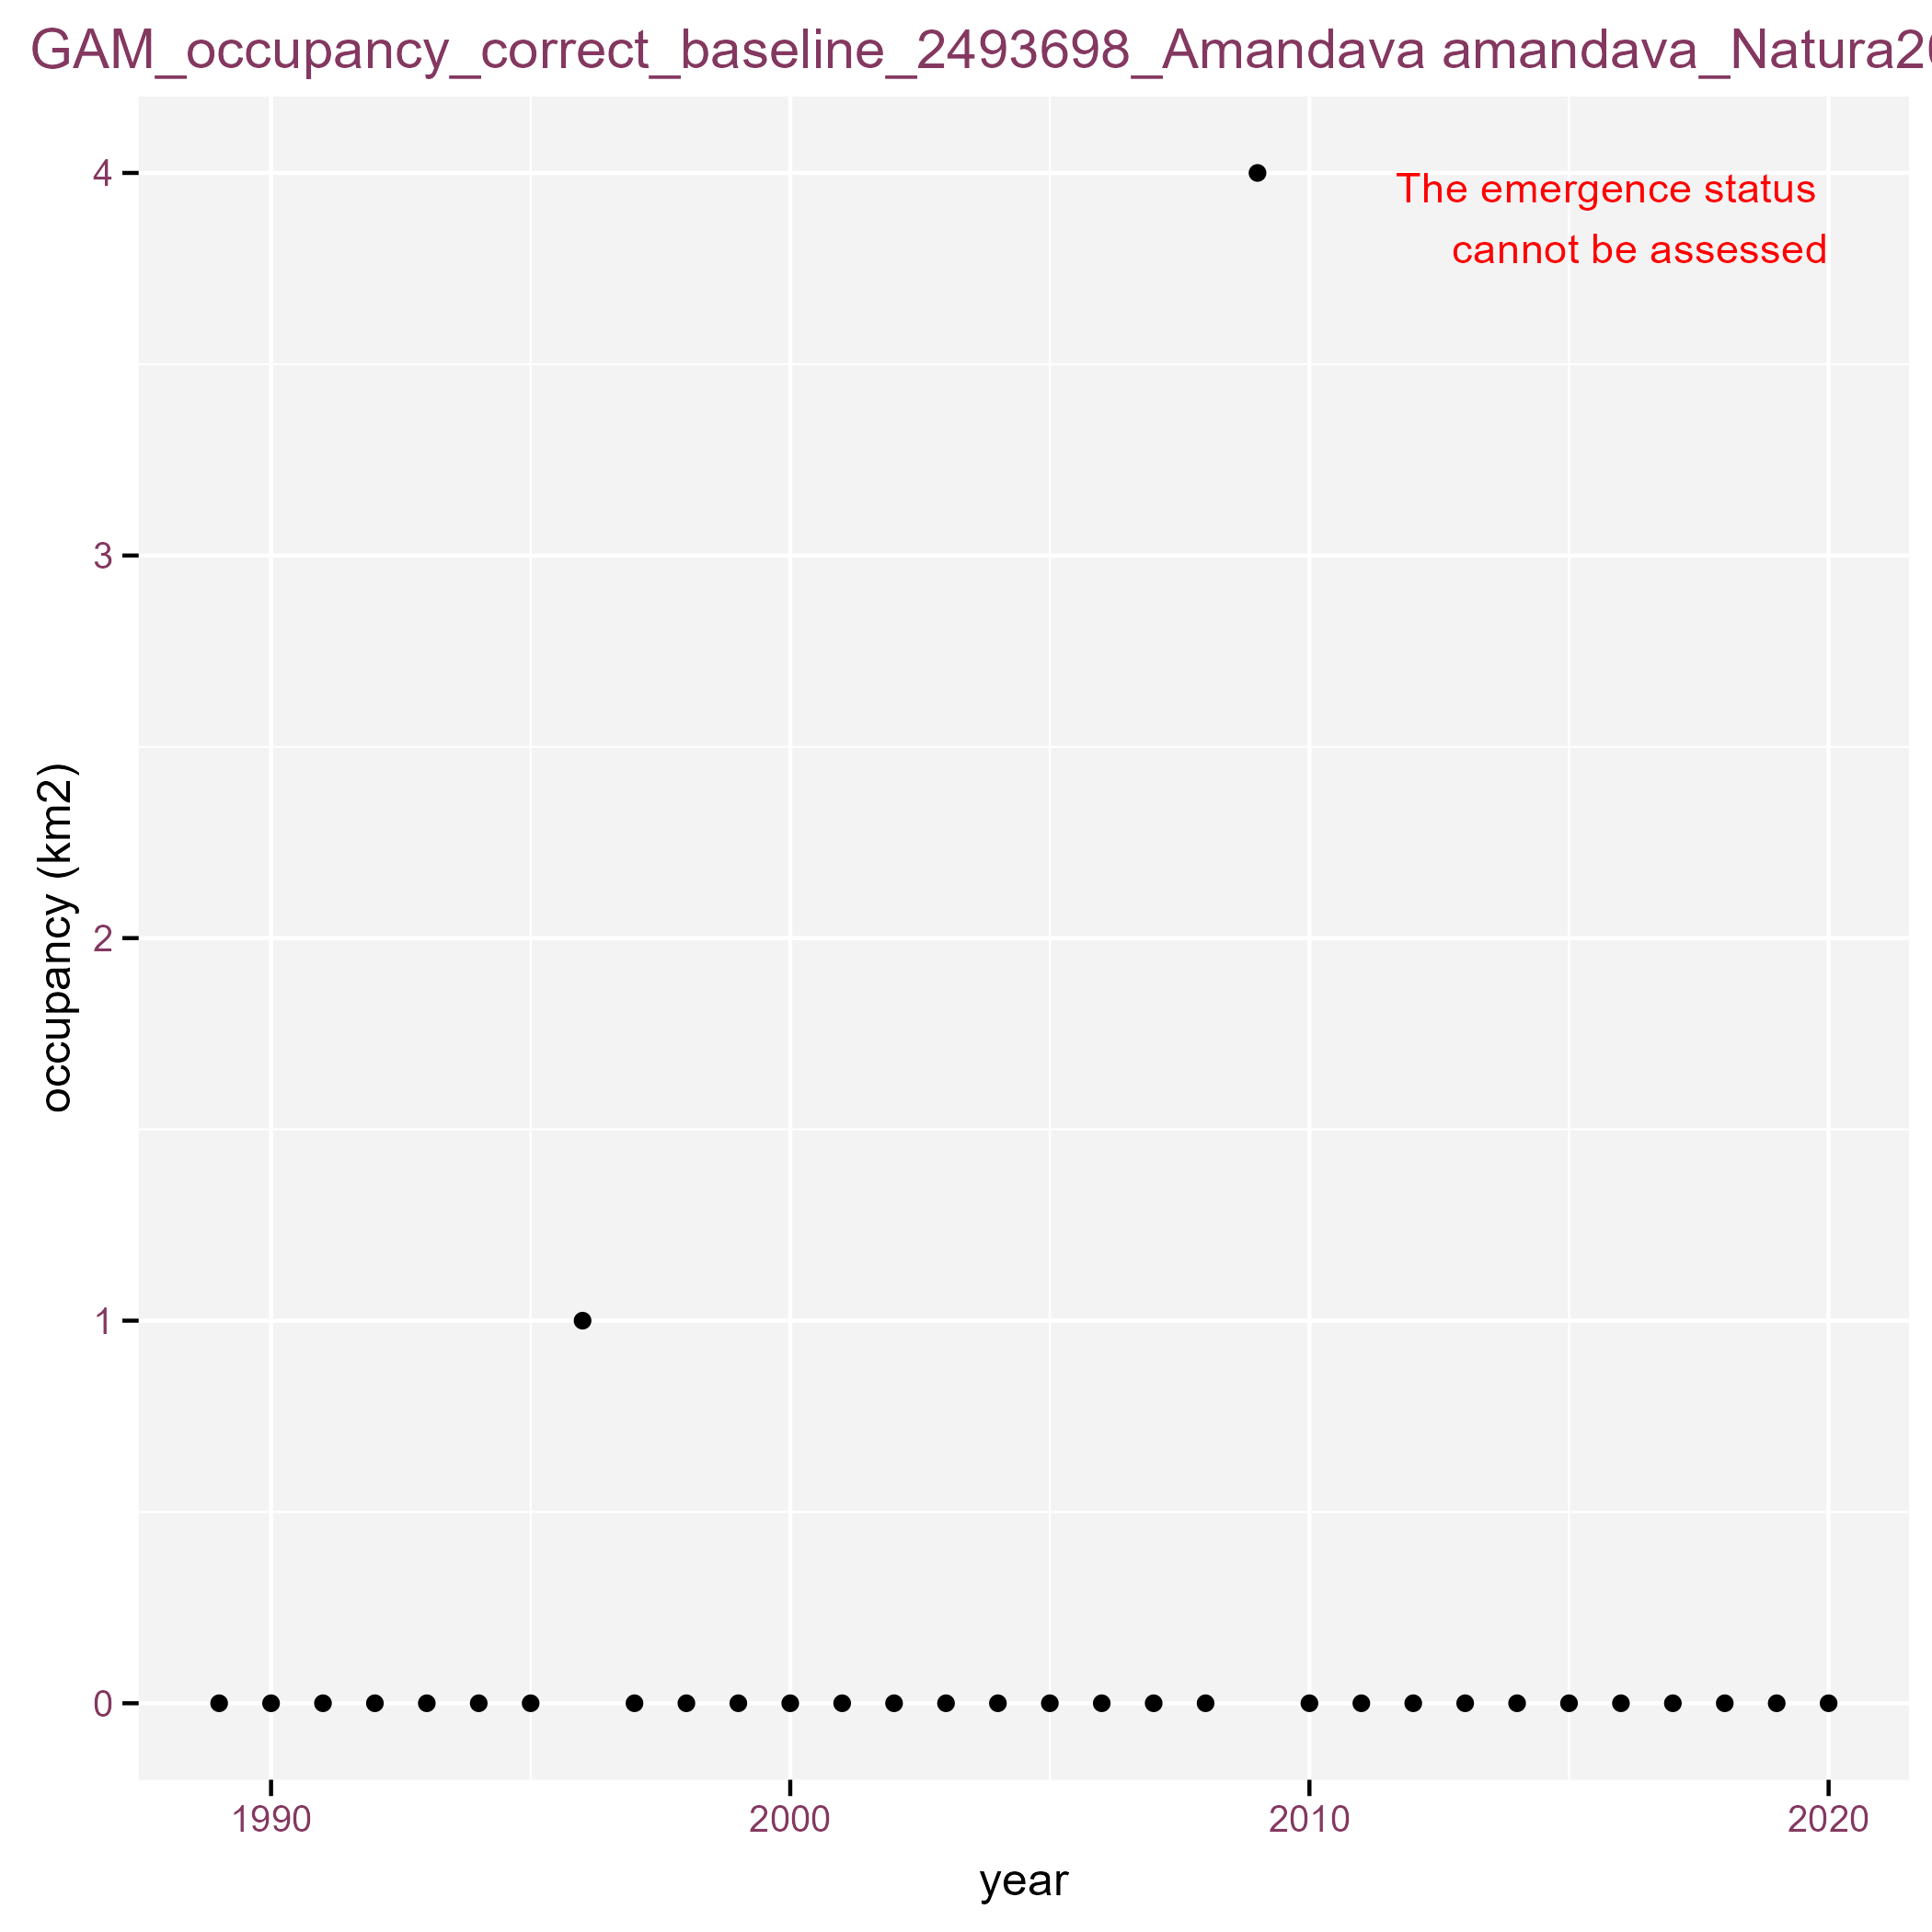 GAM_occupancy_correct_baseline_2493698_Amandava amandava_Natura20
The emergence status
cannot be assessed
occupancy (km2)
4
3
2
1
0
1990 2000 2010 2020
year